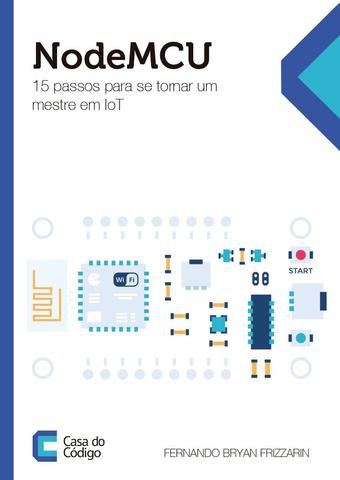 NodeMCU
15 passos para se tornar um
mestre em IoT
Wi Fi
START
Casa do
Código
FERNANDO BRYAN FRIZZARIN